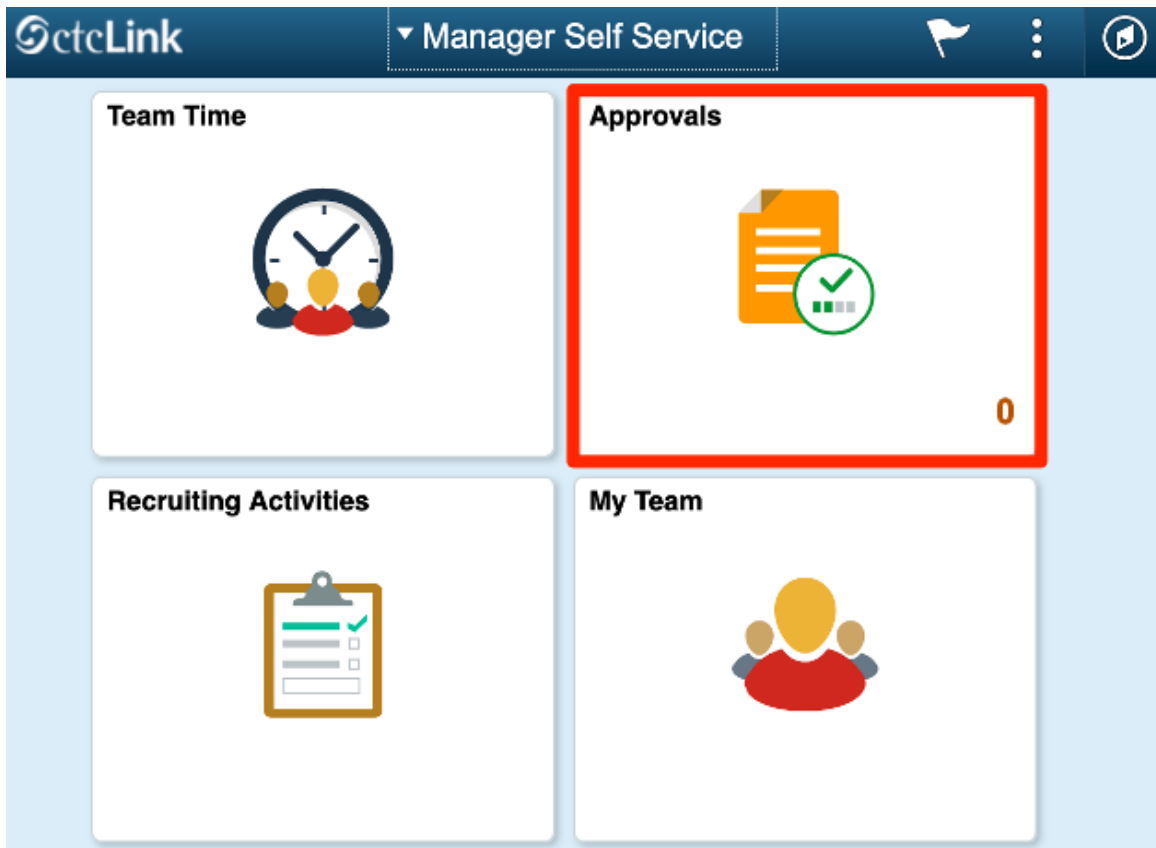 ctcLink
Manager Self Service
Team Time
Approvals
0
Recruiting Activities
My Team